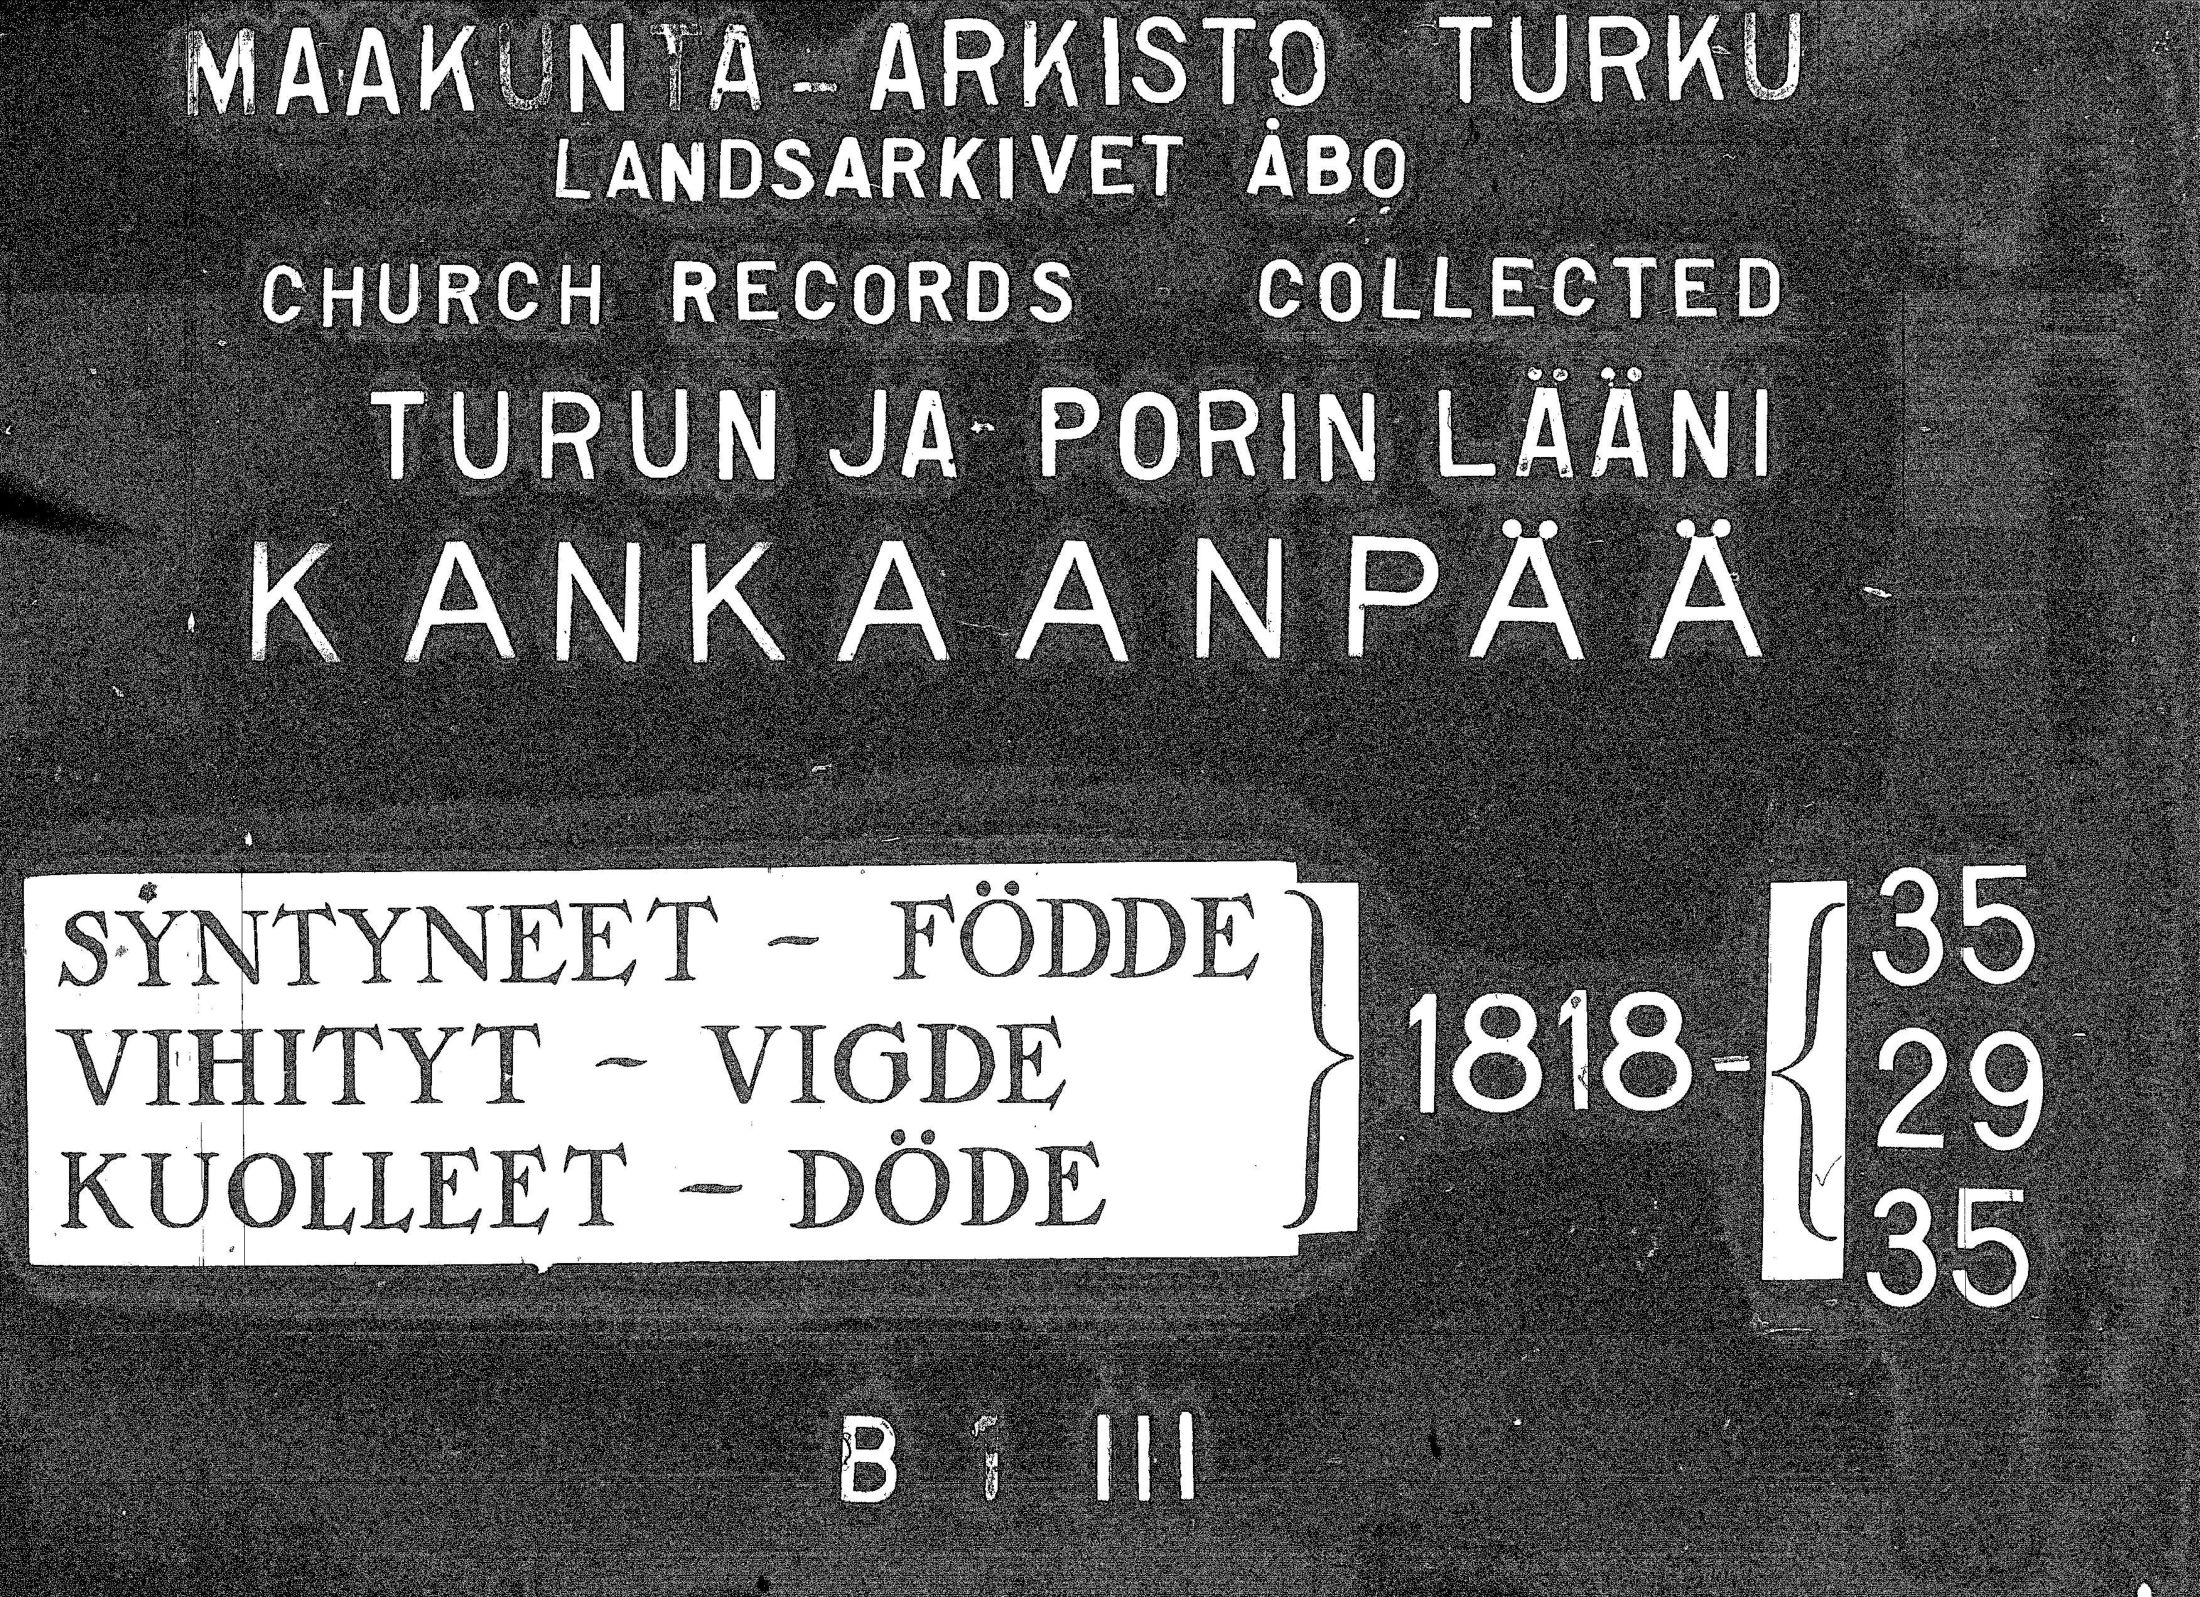 MAAKUNTA - ARKISTO TURKU
LANDSARKIVET ÅBO
CHURCH RECORDS COLLECTED
TURUN JA PORIN LÄÄNI
KANKAANPÄÄ
SYNTYNEET - FÖDDE } 1818 - { 35
VIHITYT - VIGDE 29
KUOLLEET - DÖDE 35
B 1 III